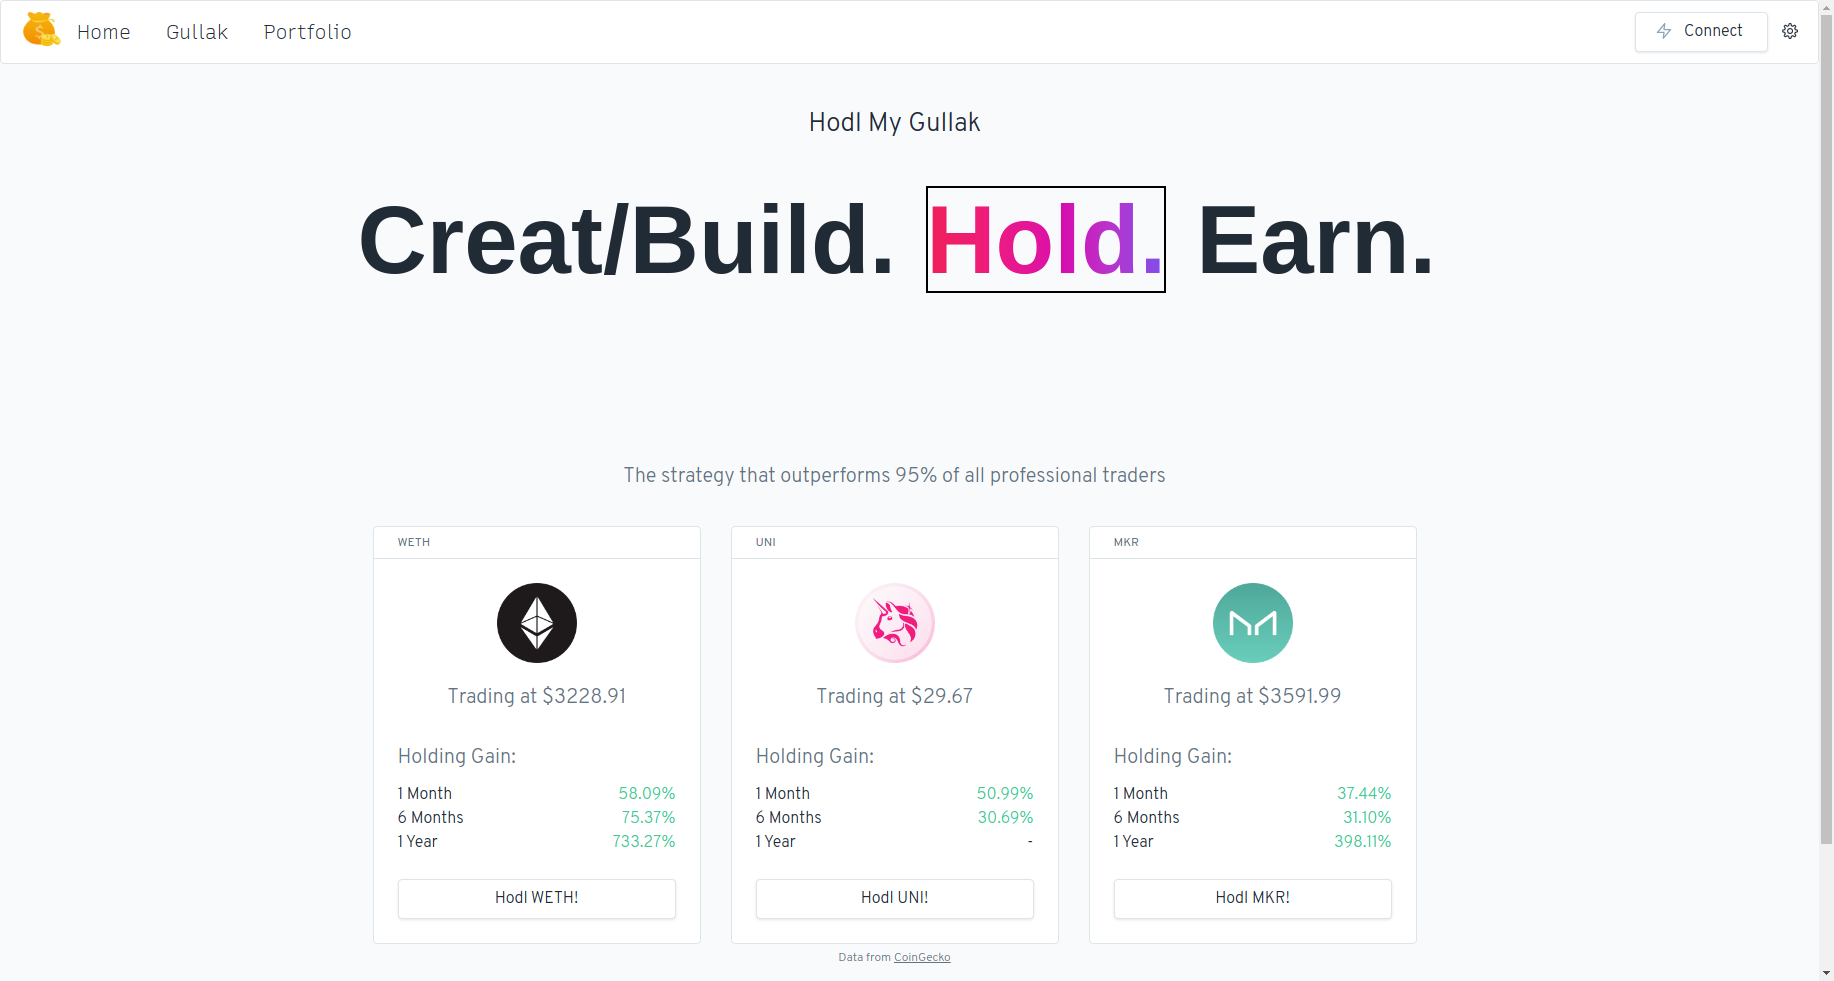 Home Gullak Portfolio Connect
Hodl My Gullak
Creat/Build. Hold. Earn.
The strategy that outperforms 95% of all professional traders
WETH
Trading at $3228.91
Holding Gain:
1 Month 58.09%
6 Months 75.37%
1 Year 733.27%
Hodl WETH!
UNI
Trading at $29.67
Holding Gain:
1 Month 50.99%
6 Months 30.69%
1 Year -
Hodl UNI!
MKR
Trading at $3591.99
Holding Gain:
1 Month 37.44%
6 Months 31.10%
1 Year 398.11%
Hodl MKR!
Data from CoinGecko